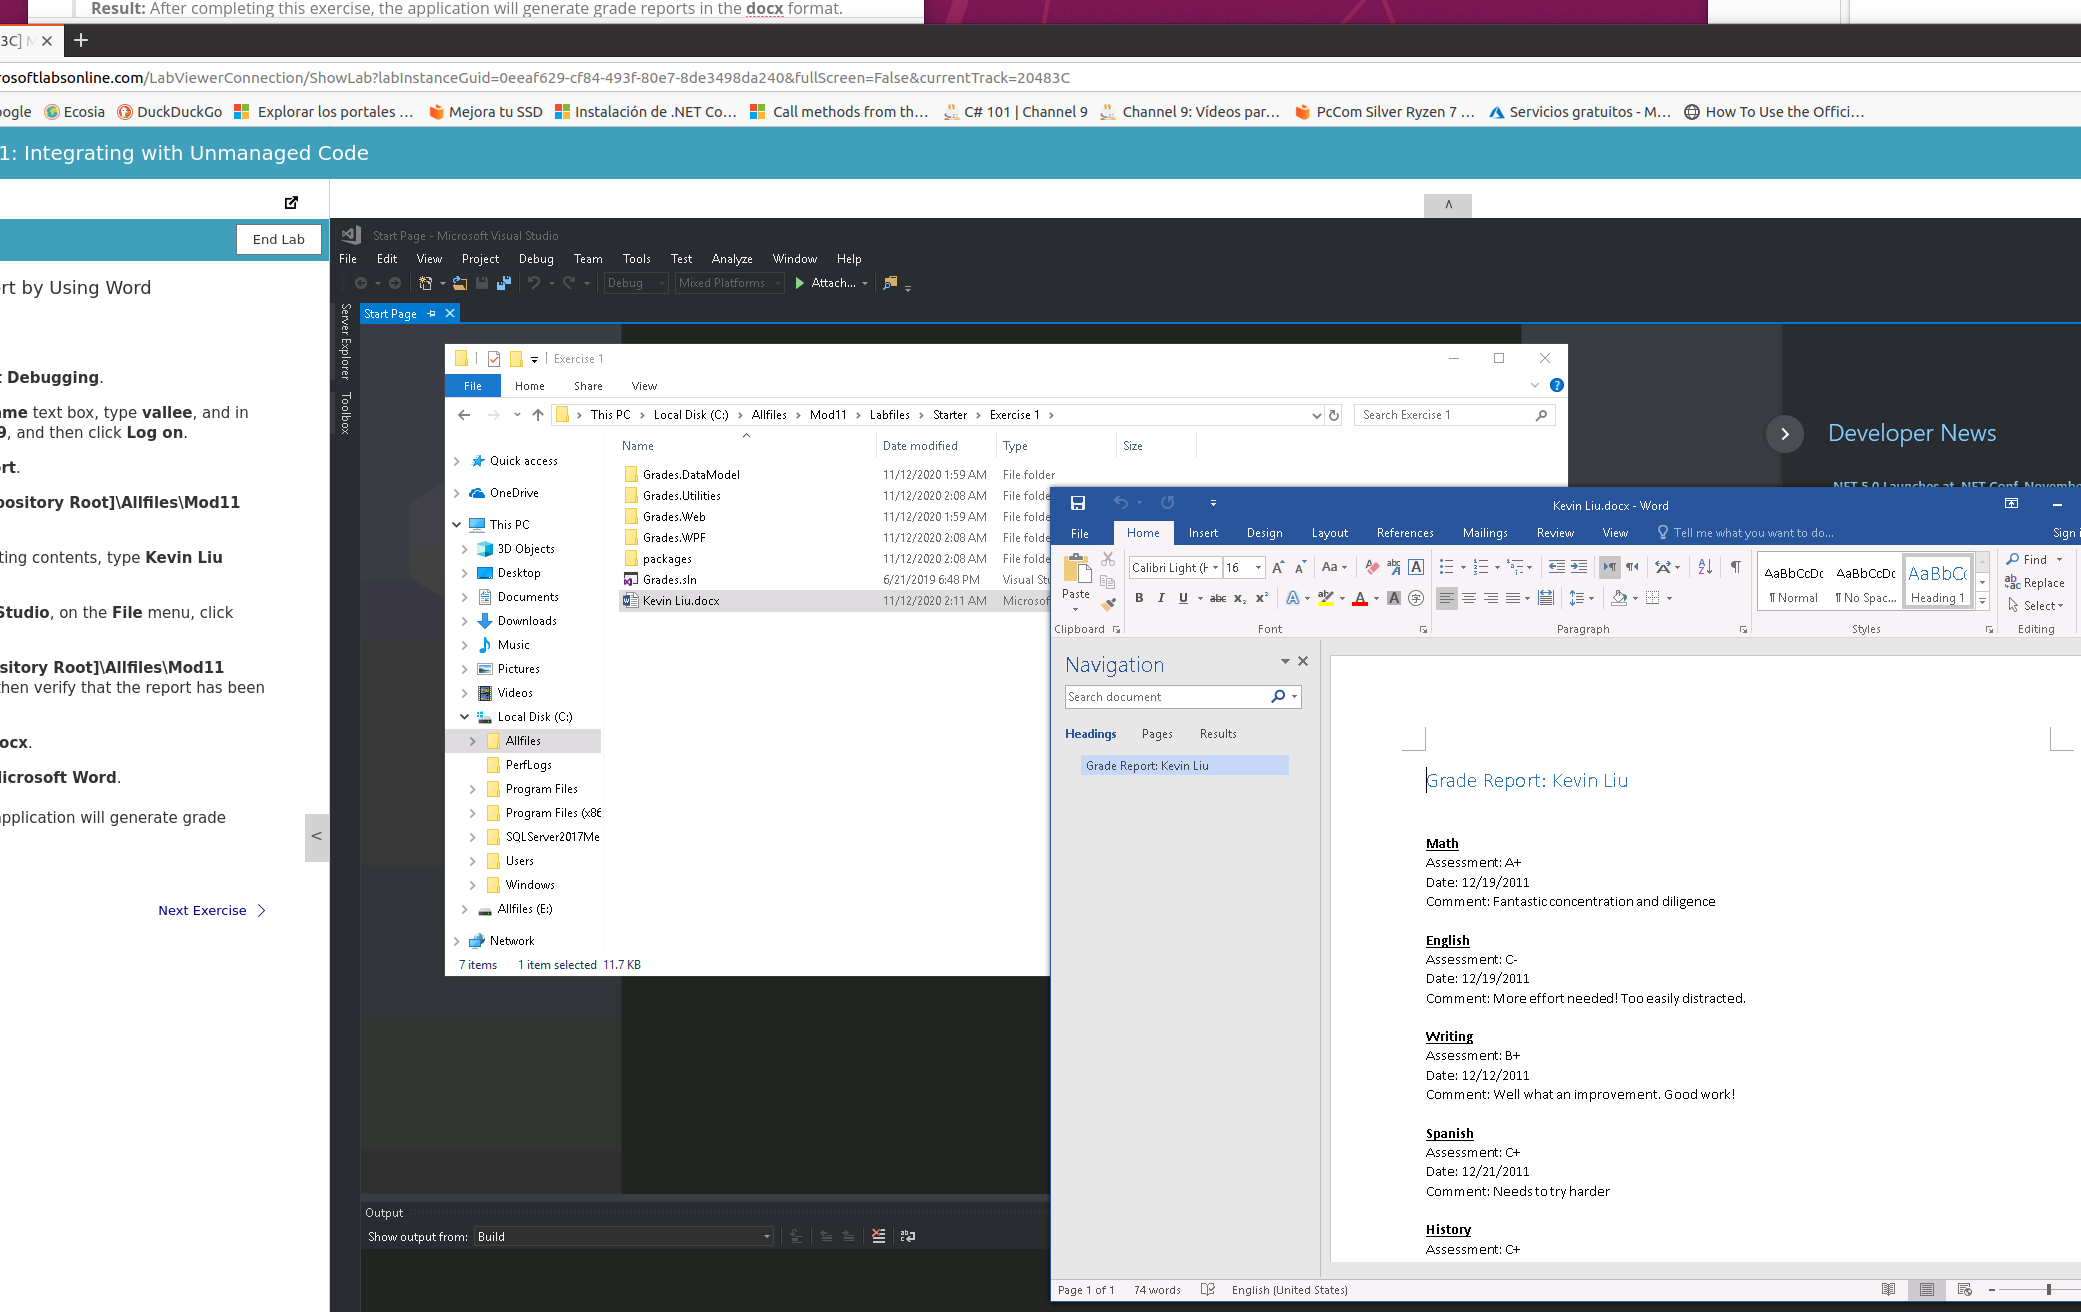 Result: After completing this exercise, the application will generate grade reports in the docx format.
3C]
rosoftlabsonline.com/LabViewerConnection/ShowLab?labInstanceGuid=0eeaf629-cf84-493f-80e7-8de3498da240&fullScreen=False&currentTrack=20483C
oogle Ecosia DuckDuckGo Explorar los portales ... Mejora tu SSD Instalación de .NET Co... Call methods from th... C# 101 | Channel 9 Channel 9: Vídeos par... PcCom Silver Ryzen 7 ... Servicios gratuitos - M... How To Use the Offici...
1: Integrating with Unmanaged Code
End Lab
rt by Using Word
t Debugging.
ame text box, type vallee, and in
9, and then click Log on.
ort.
pository Root]\Allfiles\Mod11
ting contents, type Kevin Liu
Studio, on the File menu, click
sitory Root]\Allfiles\Mod11
then verify that the report has been
ocx.
Microsoft Word.
application will generate grade
<
Next Exercise
Start Page - Microsoft Visual Studio
File Edit View Project Debug Team Tools Test Analyze Window Help
Debug Mixed Platforms Attach...
Server Explorer
Toolbox
Start Page
Developer News
.NET 5.0 Launches at .NET Conf, November
Exercise 1
File Home Share View
This PC Local Disk (C:) Allfiles Mod11 Labfiles Starter Exercise 1
Search Exercise 1
Name Date modified Type Size
Grades.DataModel 11/12/2020 1:59 AM File folder
Grades.Utilities 11/12/2020 2:08 AM File folde
Grades.Web 11/12/2020 1:59 AM File folde
Grades.WPF 11/12/2020 2:08 AM File folde
packages 11/12/2020 2:08 AM File folde
Grades.sln 6/21/2019 6:48 PM Visual Stu
Kevin Liu.docx 11/12/2020 2:11 AM Microsof
Quick access
OneDrive
This PC
3D Objects
Desktop
Documents
Downloads
Music
Pictures
Videos
Local Disk (C:)
Allfiles
PerfLogs
Program Files
Program Files (x86
SQLServer2017Me
Users
Windows
Allfiles (E:)
Network
7 items 1 item selected 11.7 KB
Output
Show output from: Build
Kevin Liu.docx - Word
File Home Insert Design Layout References Mailings Review View Tell me what you want to do... Sign i
Paste
Clipboard
Calibri Light (H 16
Font
Paragraph
AaBbCcDc AaBbCcDc AaBbCc
¶ Normal ¶ No Spac... Heading 1
Styles
Find
Replace
Select
Editing
Navigation
Search document
Headings Pages Results
Grade Report: Kevin Liu
Grade Report: Kevin Liu
Math
Assessment: A+
Date: 12/19/2011
Comment: Fantastic concentration and diligence
English
Assessment: C-
Date: 12/19/2011
Comment: More effort needed! Too easily distracted.
Writing
Assessment: B+
Date: 12/12/2011
Comment: Well what an improvement. Good work!
Spanish
Assessment: C+
Date: 12/21/2011
Comment: Needs to try harder
History
Assessment: C+
Page 1 of 1 74 words English (United States)